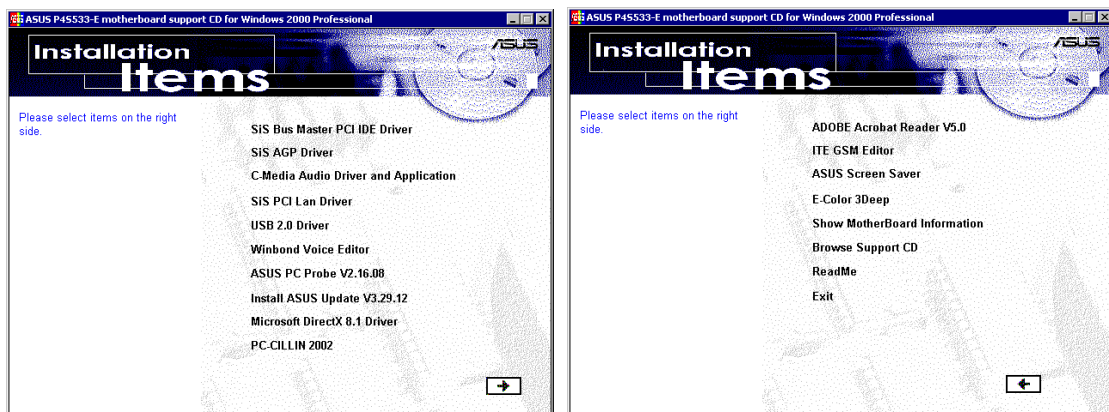 ASUS P4S533-E motherboard support CD for Windows 2000 Professional
Installation
Items
ASUS
Please select items on the right
side.
SiS Bus Master PCI IDE Driver
SiS AGP Driver
C-Media Audio Driver and Application
SiS PCI Lan Driver
USB 2.0 Driver
Winbond Voice Editor
ASUS PC Probe V2.16.08
Install ASUS Update V3.29.12
Microsoft DirectX 8.1 Driver
PC-CILLIN 2002
ASUS P4S533-E motherboard support CD for Windows 2000 Professional
Installation
Items
ASUS
Please select items on the right
side.
ADOBE Acrobat Reader V5.0
ITE GSM Editor
ASUS Screen Saver
E-Color 3Deep
Show MotherBoard Information
Browse Support CD
ReadMe
Exit